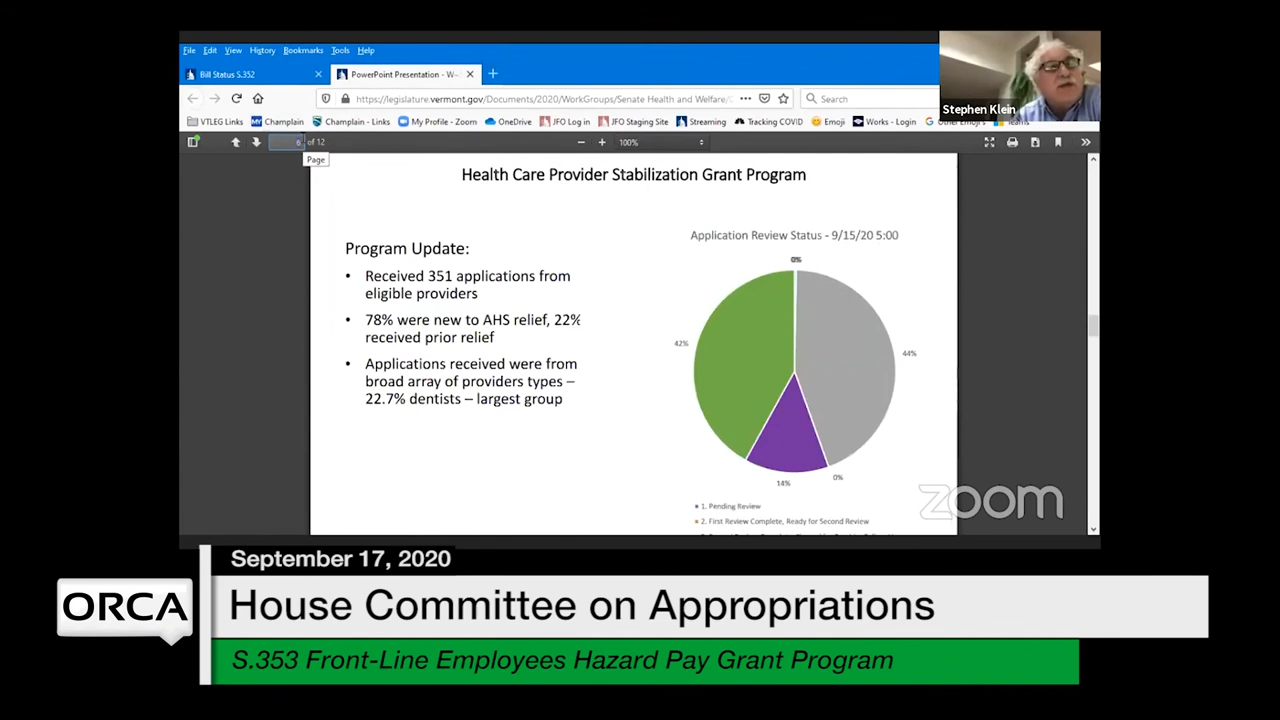 File Edit View History Bookmarks Tools Help
Bill Status S.352
PowerPoint Presentation - W
https://legislature.vermont.gov/Documents/2020/WorkGroups/Senate Health and Welfare/
Search
Stephen Klein
VTLEG Links Champlain Champlain - Links My Profile - Zoom OneDrive JFO Log in JFO Staging Site Streaming Tracking COVID Emoji Works - Login Other Emoji's Teams
6 of 12
100%
Page
Health Care Provider Stabilization Grant Program
Program Update:
• Received 351 applications from
eligible providers
• 78% were new to AHS relief, 22%
received prior relief
• Applications received were from
broad array of providers types –
22.7% dentists – largest group
Application Review Status - 9/15/20 5:00
0%
42%
44%
14%
0%
1. Pending Review
2. First Review Complete, Ready for Second Review
zoom
September 17, 2020
ORCA
House Committee on Appropriations
S.353 Front-Line Employees Hazard Pay Grant Program